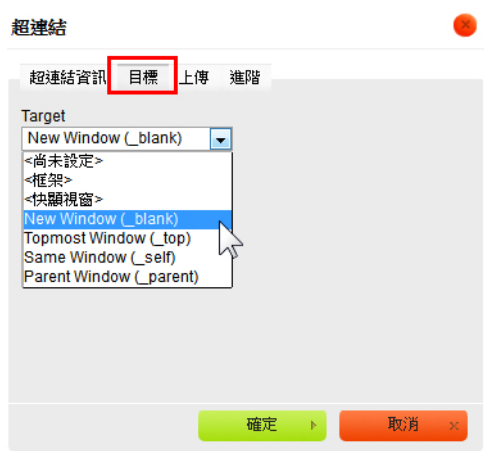 超連結
超連結資訊 目標 上傳 進階
Target
New Window (_blank)
<尚未設定>
<框架>
<快顯視窗>
New Window (_blank)
Topmost Window (_top)
Same Window (_self)
Parent Window (_parent)
確定 取消